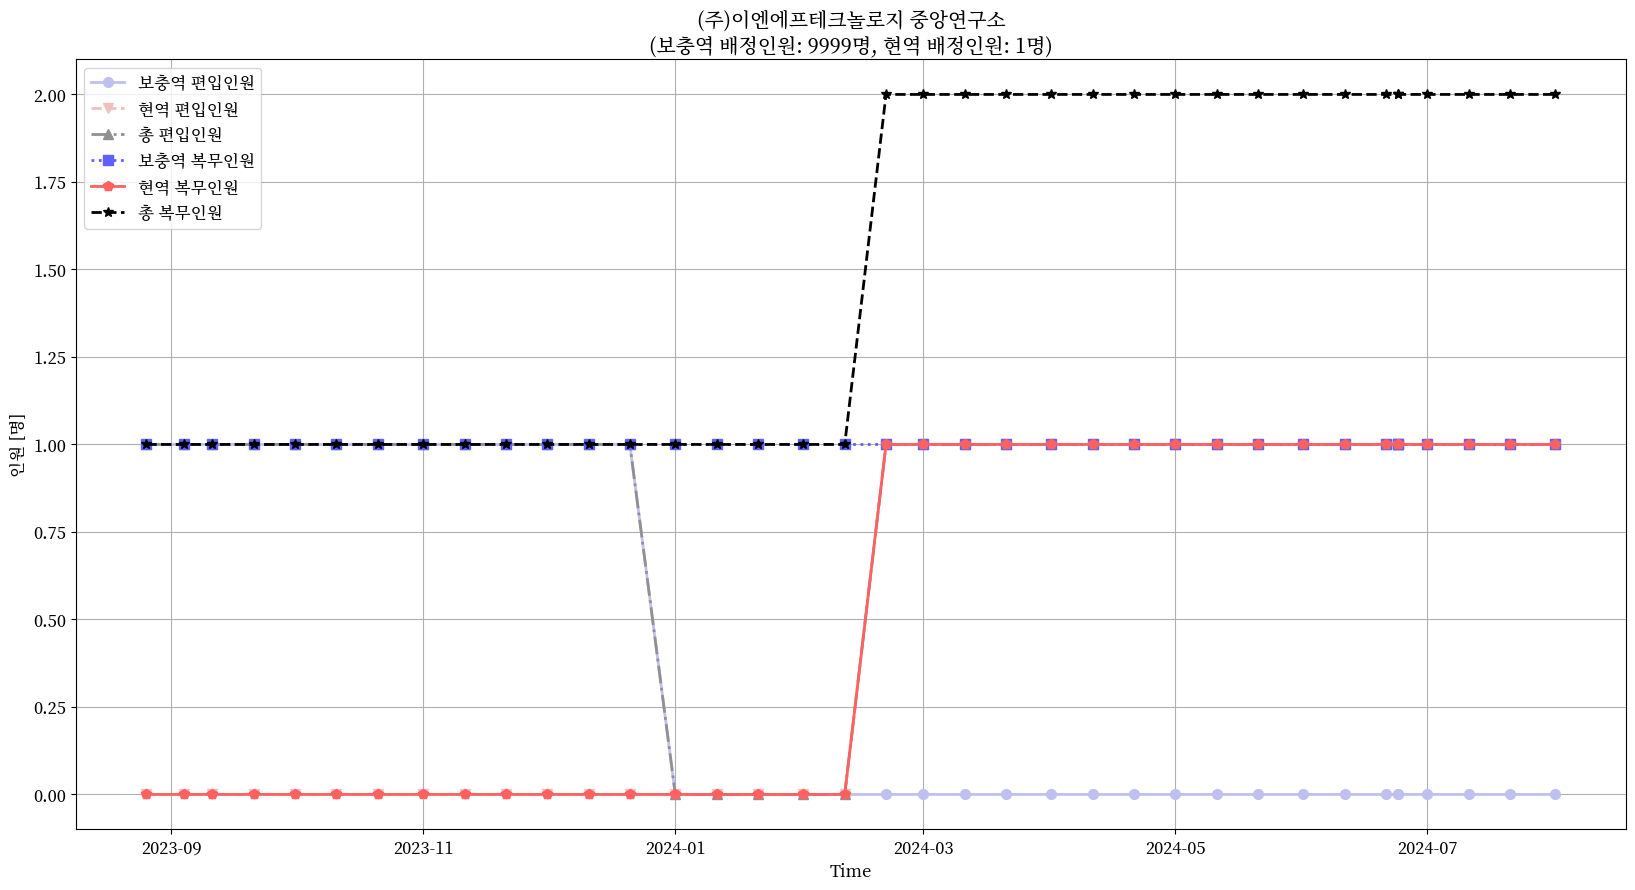 (주)이엔에프테크놀로지 중앙연구소
(보충역 배정인원: 9999명, 현역 배정인원: 1명)
보충역 편입인원
현역 편입인원
총 편입인원
보충역 복무인원
현역 복무인원
총 복무인원
2.00
1.75
1.50
1.25
1.00
0.75
0.50
0.25
0.00
인원 [명]
2023-09
2023-11
2024-01
2024-03
2024-05
2024-07
Time